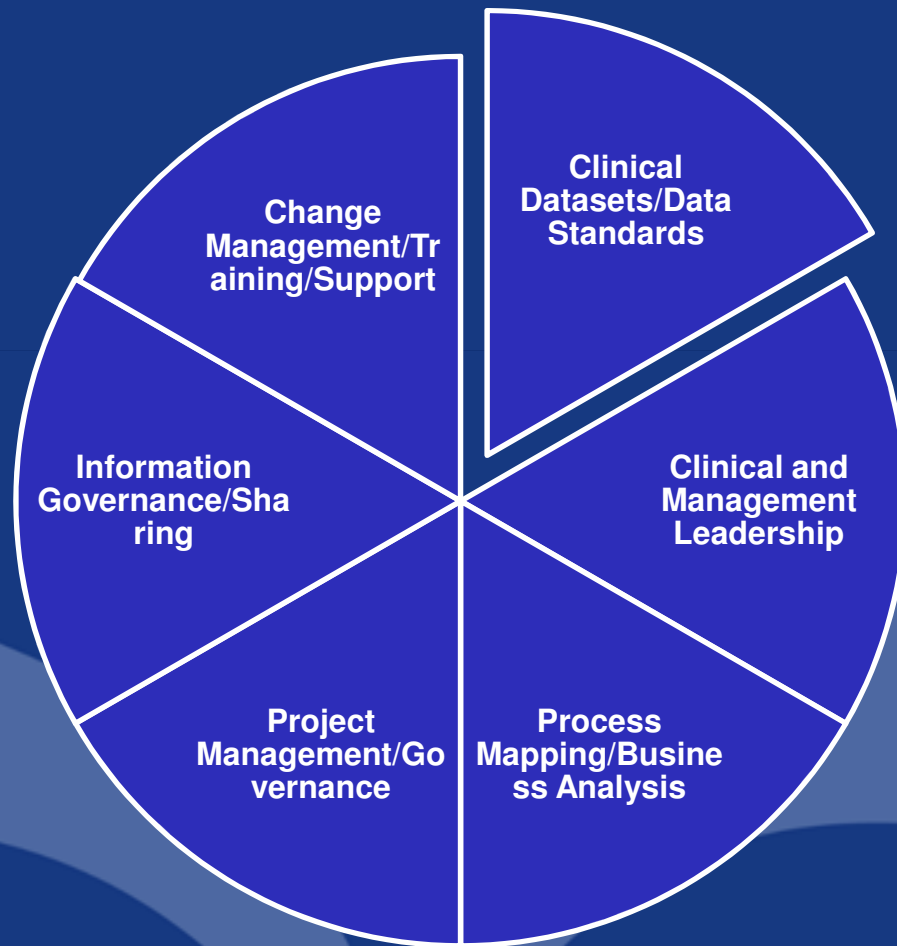 Clinical
Datasets/Data
Standards
Change
Management/Tr
aining/Support
Information
Governance/Sha
ring
Clinical and
Management
Leadership
Project
Management/Go
vernance
Process
Mapping/Busine
ss Analysis